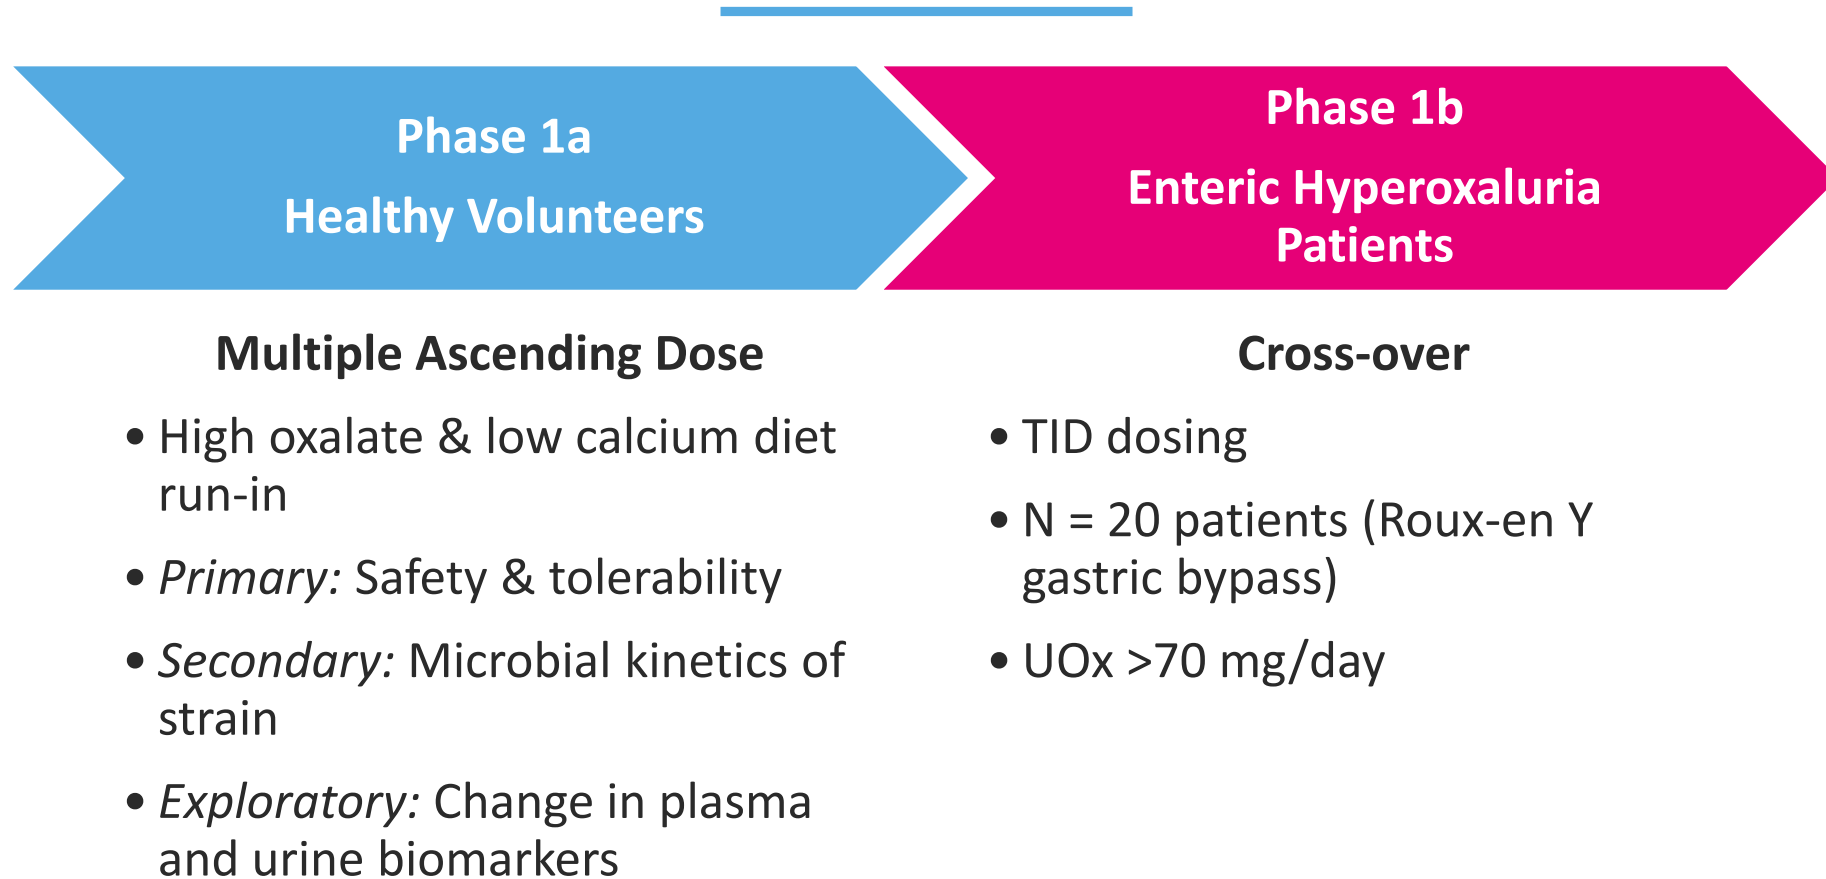 Phase 1a
Healthy Volunteers
Multiple Ascending Dose
• High oxalate & low calcium diet
run-in
• Primary: Safety & tolerability
• Secondary: Microbial kinetics of
strain
• Exploratory: Change in plasma
and urine biomarkers
Phase 1b
Enteric Hyperoxaluria
Patients
Cross-over
• TID dosing
• N = 20 patients (Roux-en Y
gastric bypass)
• UOx >70 mg/day